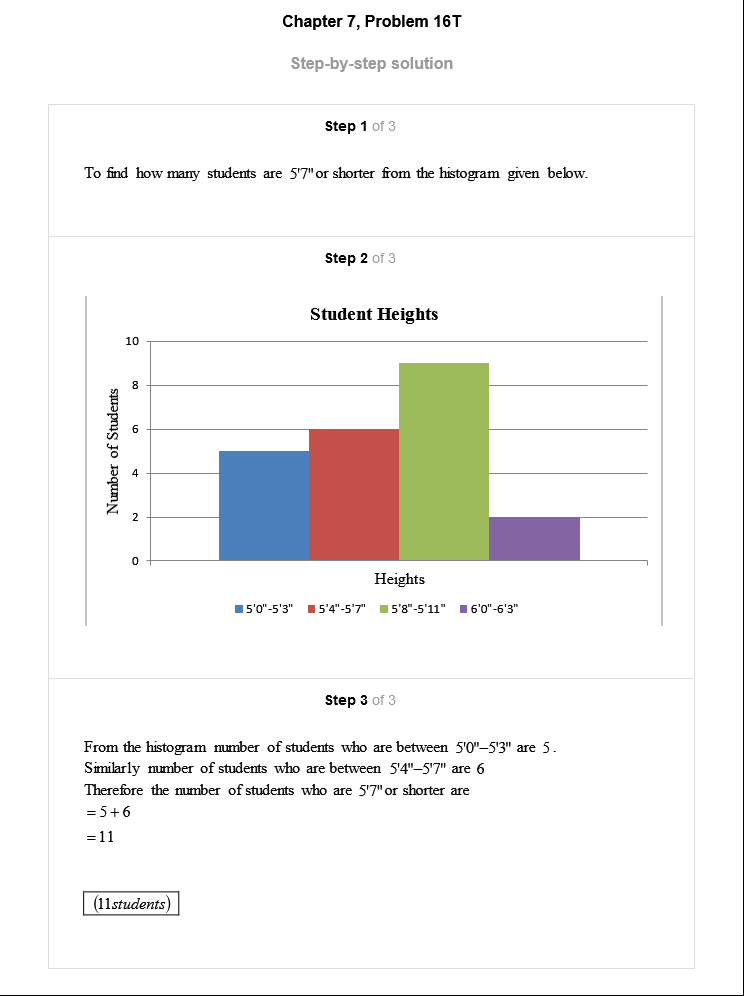 Chapter 7, Problem 16T
Step-by-step solution
Step 1 of 3
To find how many students are 5'7" or shorter from the histogram given below.
Step 2 of 3
Student Heights
10
8
6
4
2
0
Number of Students
Heights
5'0"-5'3" 5'4"-5'7" 5'8"-5'11" 6'0"-6'3"
Step 3 of 3
From the histogram number of students who are between 5'0"–5'3" are 5.
Similarly number of students who are between 5'4"–5'7" are 6
Therefore the number of students who are 5'7" or shorter are
= 5 + 6
= 11
(11students)